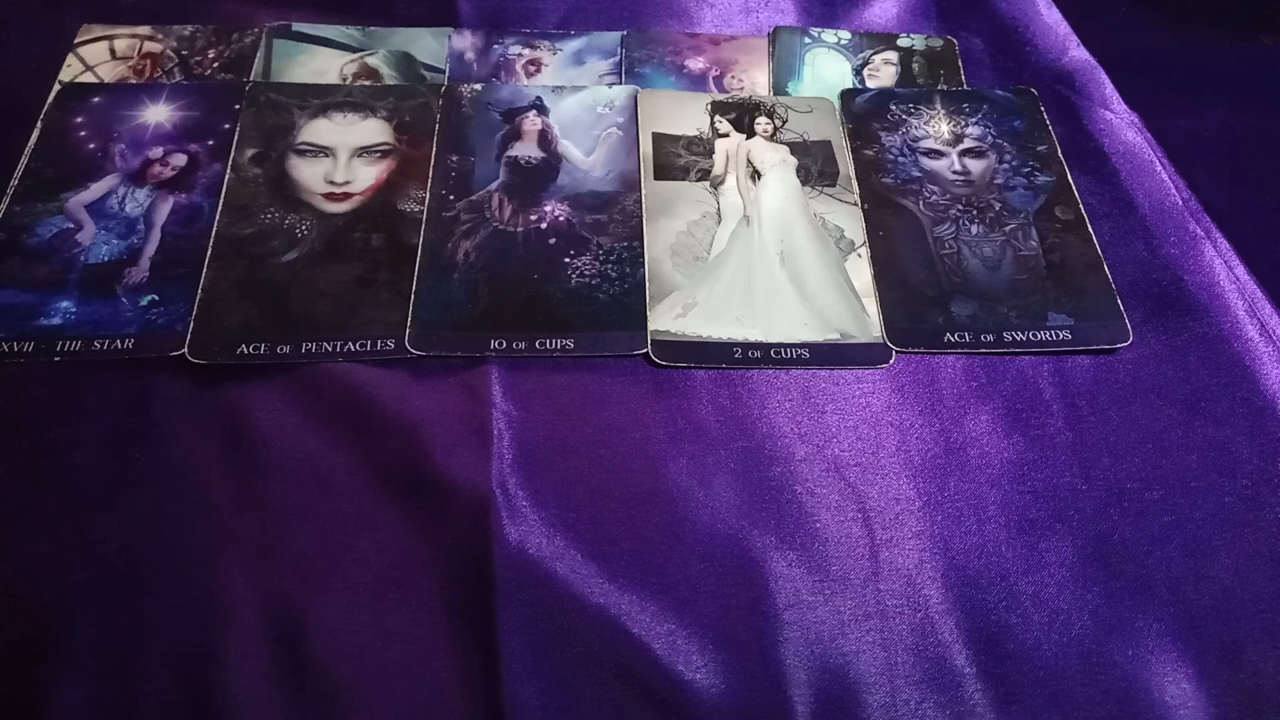 XVII · THE STAR
ACE OF PENTACLES
10 OF CUPS
2 OF CUPS
ACE OF SWORDS